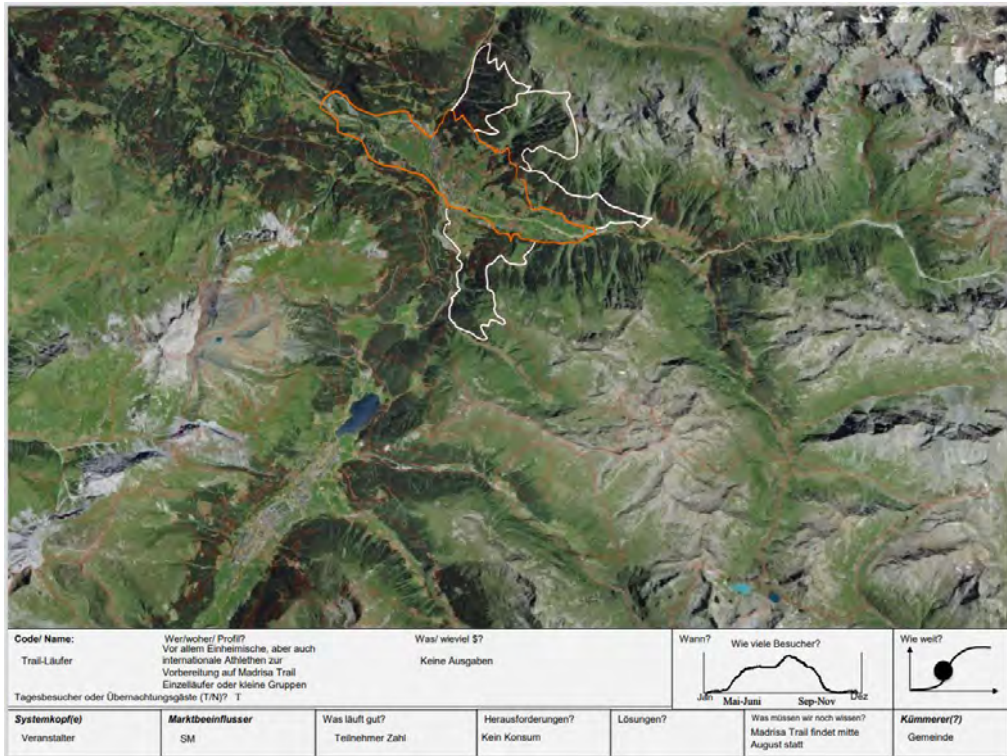 Code/ Name:
Trail-Läufer
Wer/woher/ Profil?
Vor allem Einheimische, aber auch
internationale Athlethen zur
Vorbereitung auf Madrisa Trail
Einzelläufer oder kleine Gruppen
Tagesbesucher oder Übernachtungsgäste (T/N)? T
Was/ wieviel $?
Keine Ausgaben
Wann?
Wie viele Besucher?
Jan
Mai-Juni
Sep-Nov
Dez
Wie weit?
Systemkopf(e)
Veranstalter
Marktbeeinflusser
SM
Was läuft gut?
Teilnehmer Zahl
Herausforderungen?
Kein Konsum
Lösungen?
Was müssen wir noch wissen?
Madrisa Trail findet mitte
August statt
Kümmerer(?)
Gemeinde